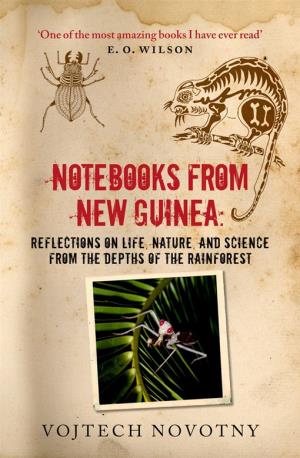 'One of the most amazing books I have ever read'
E. O. WILSON
NOTEBOOKS FROM
NEW GUINEA:
REFLECTIONS ON LIFE, NATURE, AND SCIENCE
FROM THE DEPTHS OF THE RAINFOREST
VOJTECH NOVOTNY